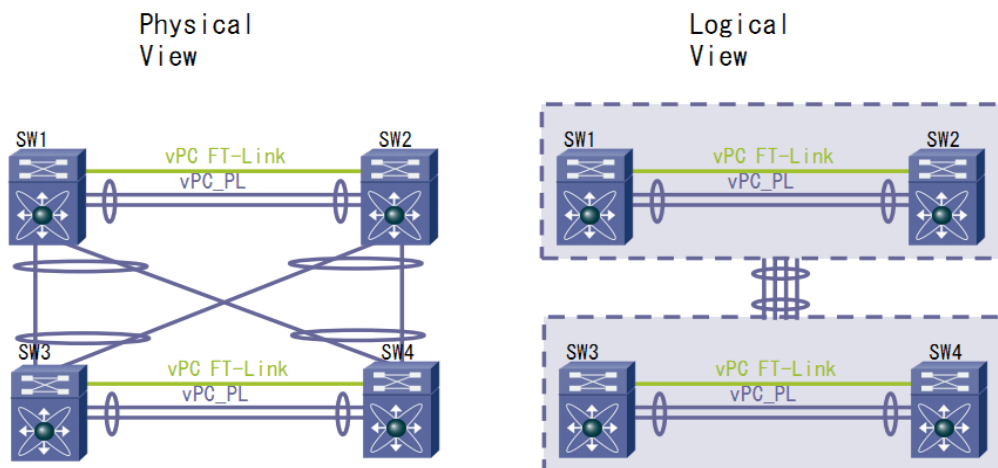 Physical
View
Logical
View
SW1
SW2
vPC FT-Link
vPC_PL
SW3
SW4
vPC FT-Link
vPC_PL
SW1
SW2
vPC FT-Link
vPC_PL
SW3
SW4
vPC FT-Link
vPC_PL